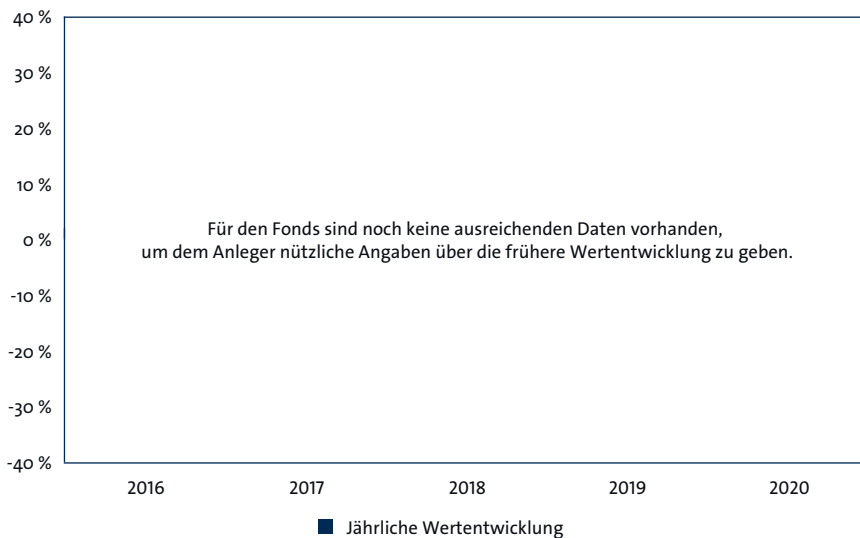 40 %
30 %
20 %
10 %
0 %
-10 %
-20 %
-30 %
-40 %
Für den Fonds sind noch keine ausreichenden Daten vorhanden,
um dem Anleger nützliche Angaben über die frühere Wertentwicklung zu geben.
2016 2017 2018 2019 2020
Jährliche Wertentwicklung